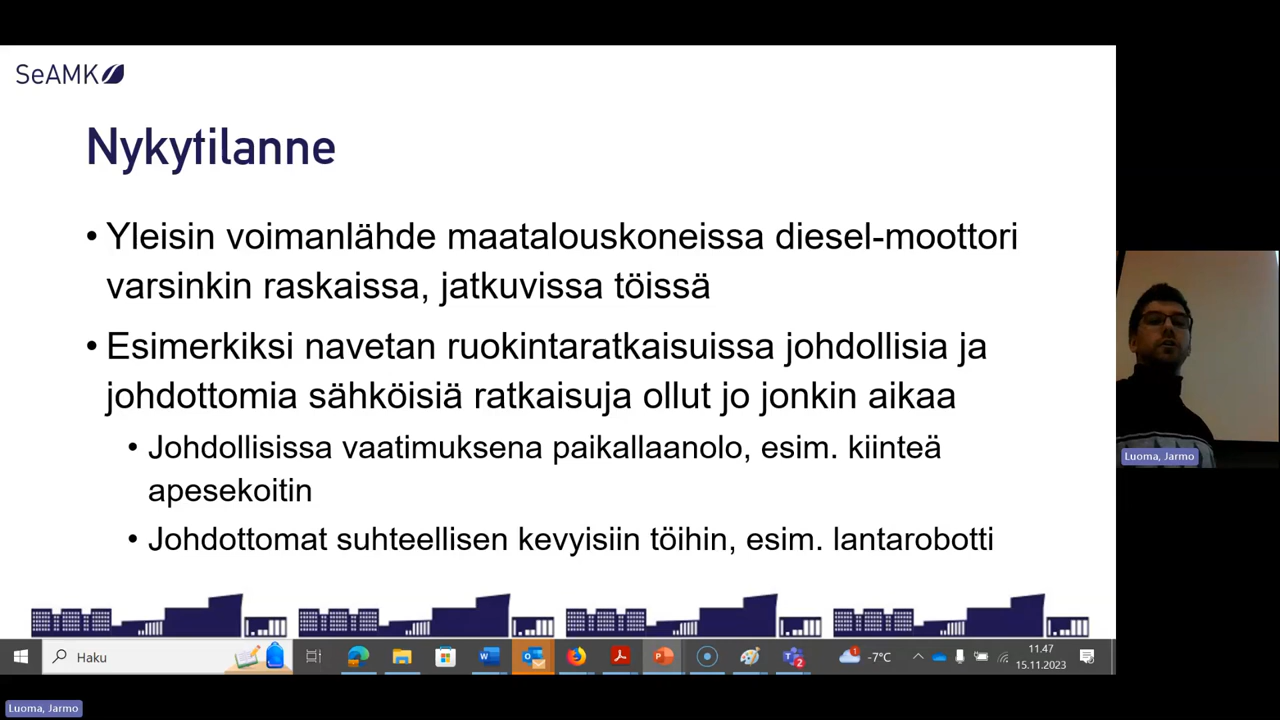 SeAMK
Nykytilanne
• Yleisin voimanlähde maatalouskoneissa diesel-moottori
varsinkin raskaissa, jatkuvissa töissä
• Esimerkiksi navetan ruokintaratkaisuissa johdollisia ja
johdottomia sähköisiä ratkaisuja ollut jo jonkin aikaa
• Johdollisissa vaatimuksena paikallaanolo, esim. kiinteä
apesekoitin
• Johdottomat suhteellisen kevyisiin töihin, esim. lantarobotti
Luoma, Jarmo
Haku
1
-7°C
11.47
15.11.2023
2
Luoma, Jarmo